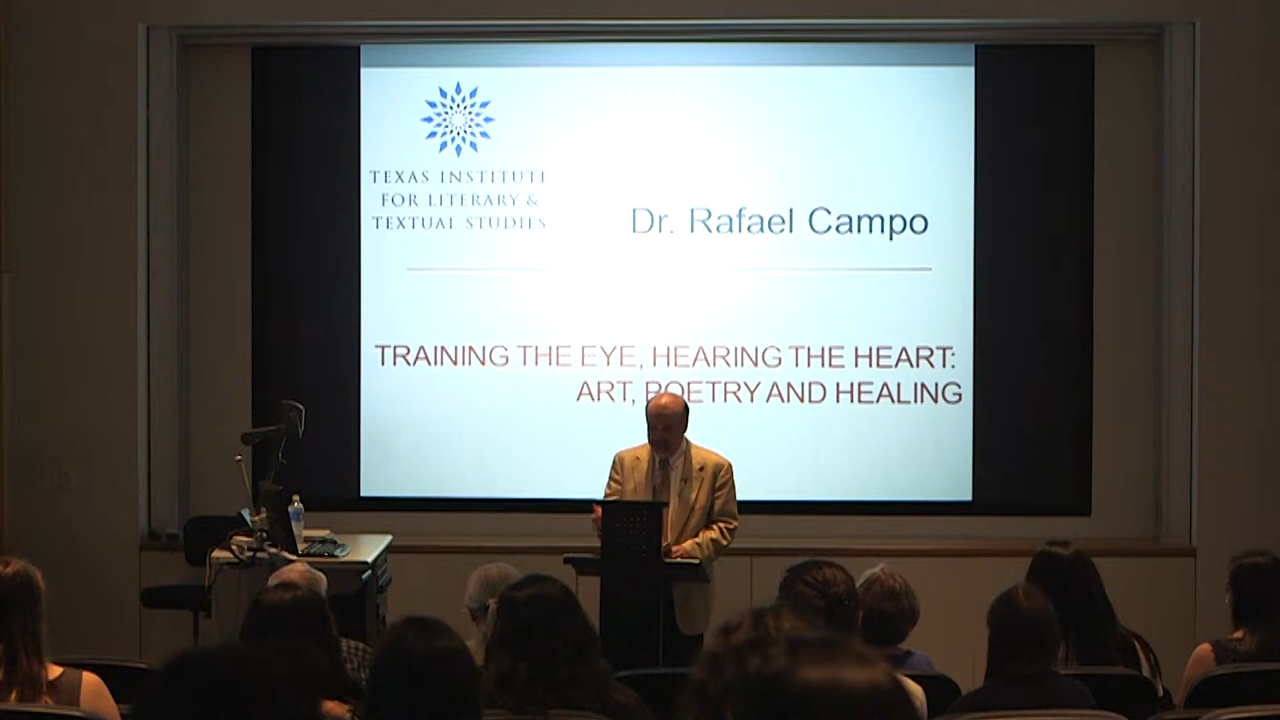 TEXAS INSTITUTE
FOR LITERARY &
TEXTUAL STUDIES
Dr. Rafael Campo
TRAINING THE EYE, HEARING THE HEART:
ART, POETRY AND HEALING